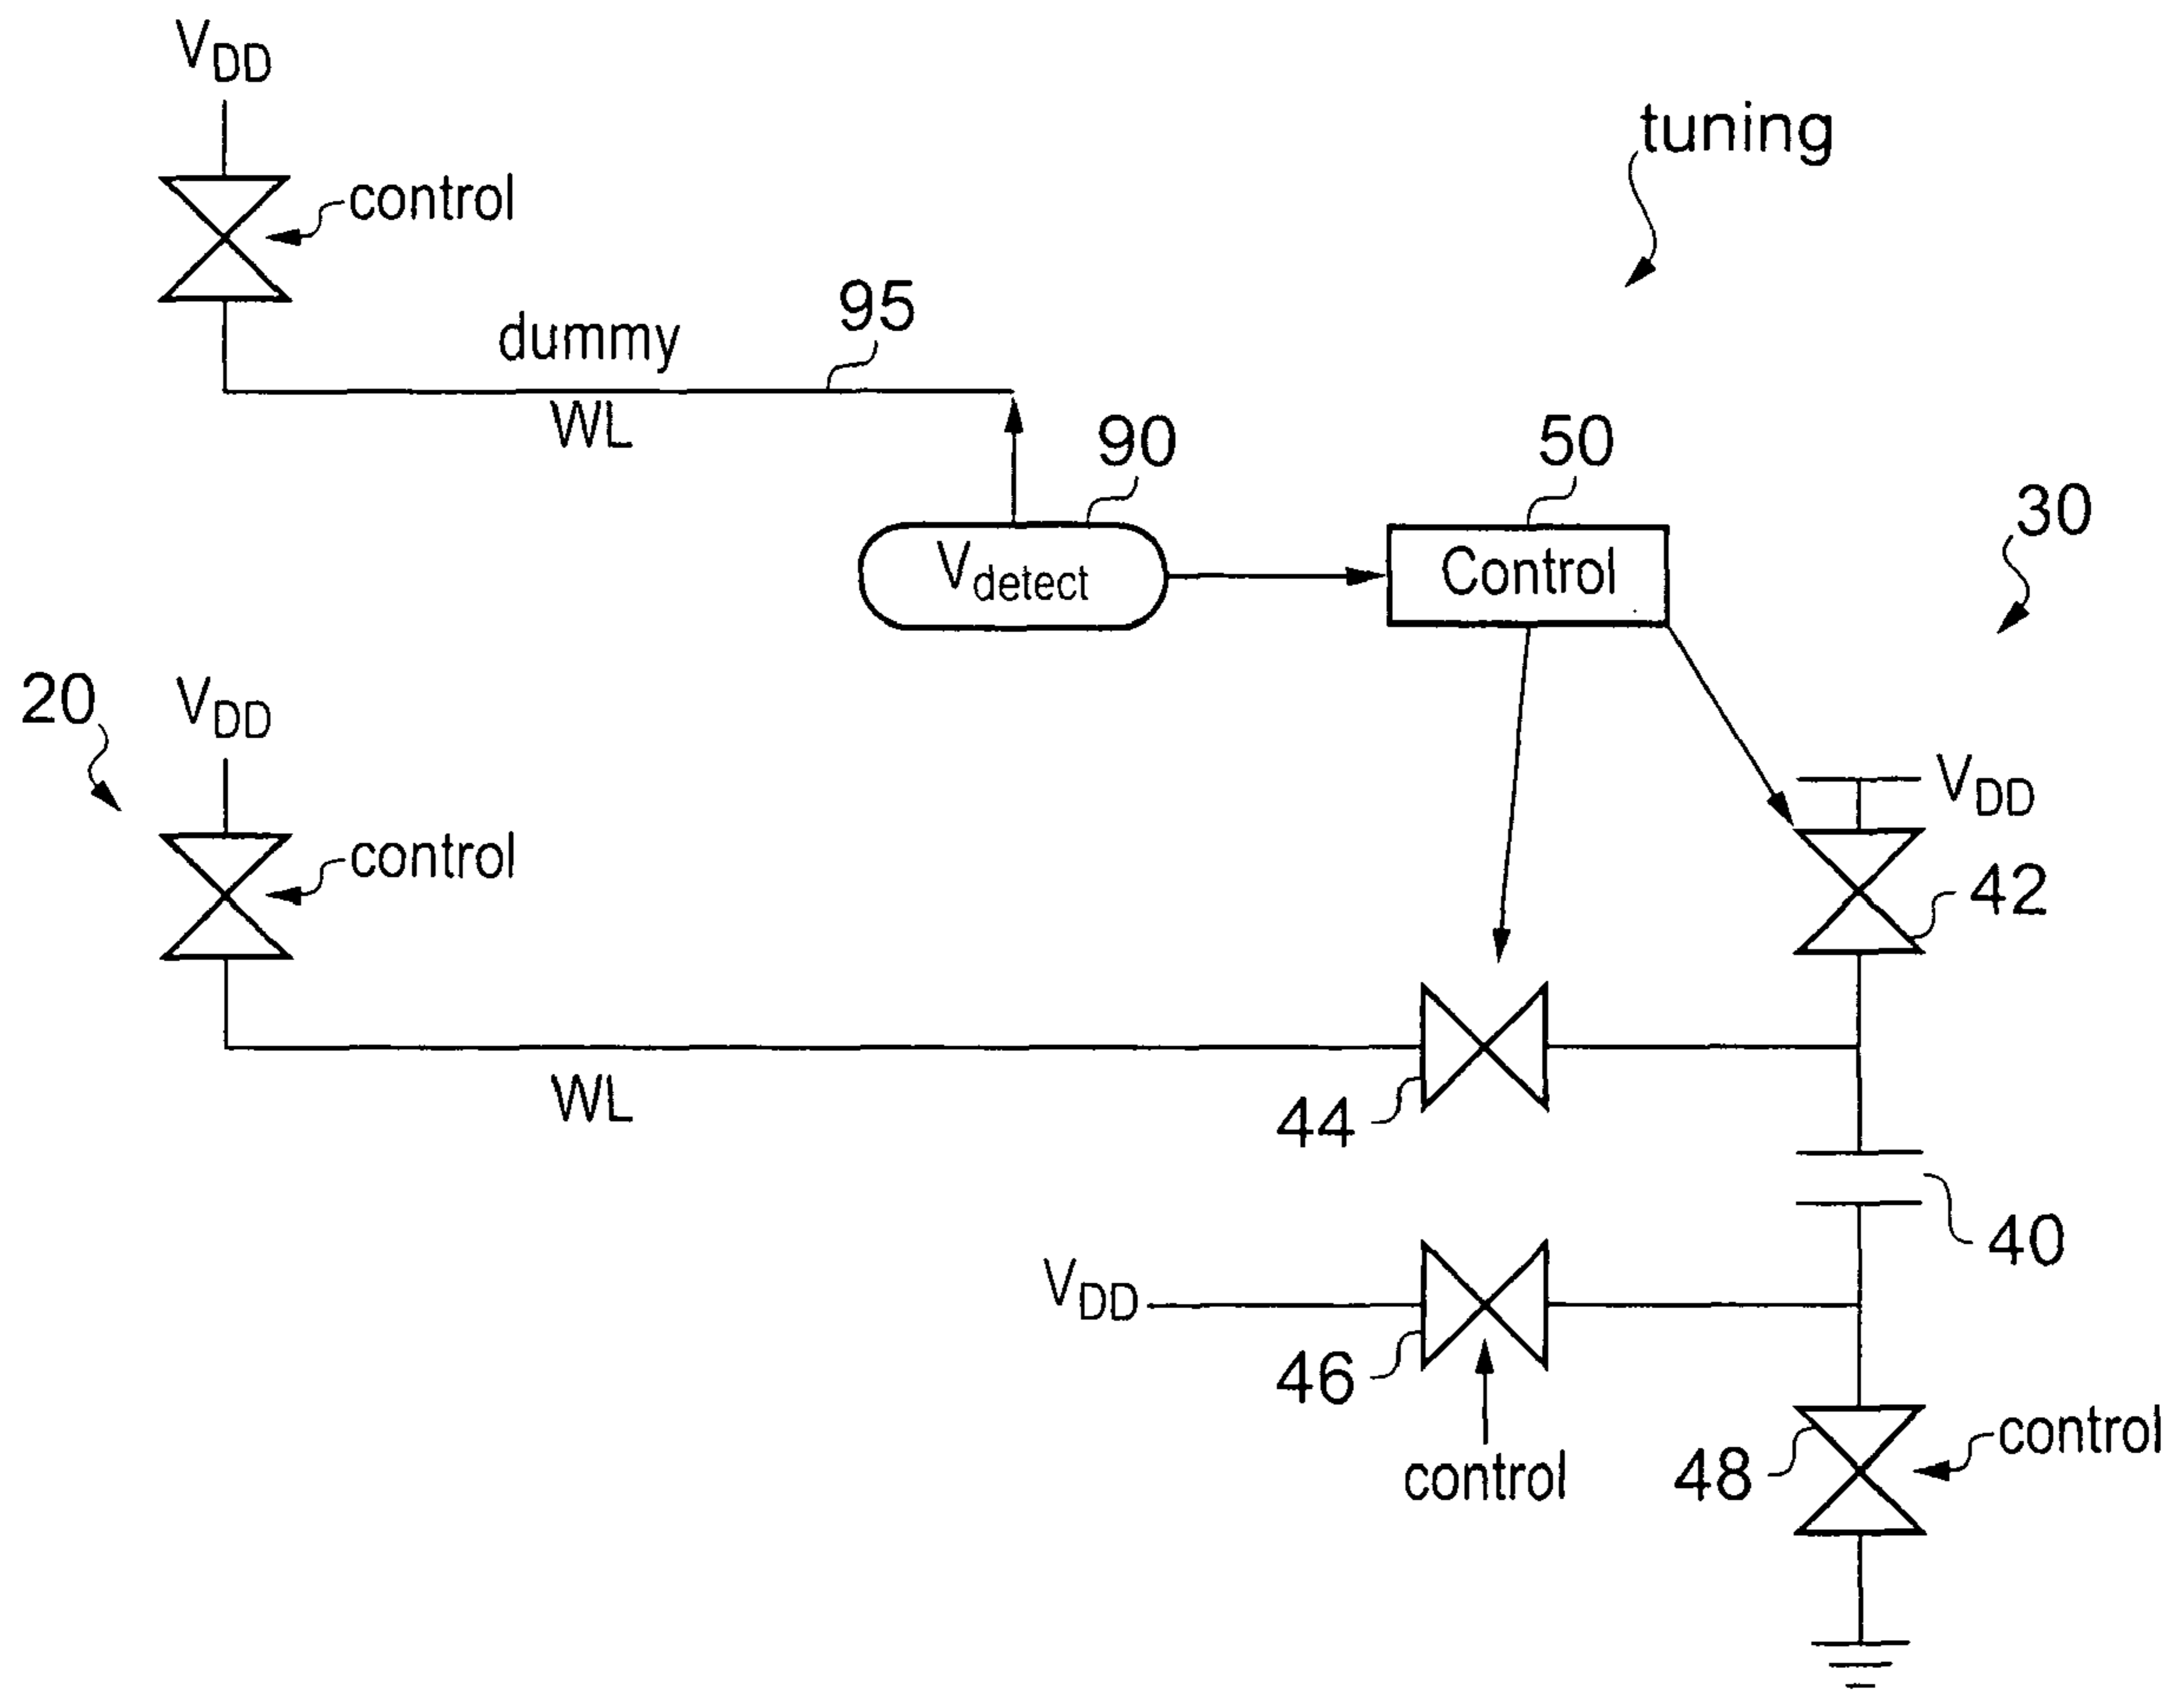 VDD
tuning
control
95
dummy
WL
90
50
30
Vdetect
Control
20
VDD
VDD
control
42
WL
44
40
VDD
46
control
48
control